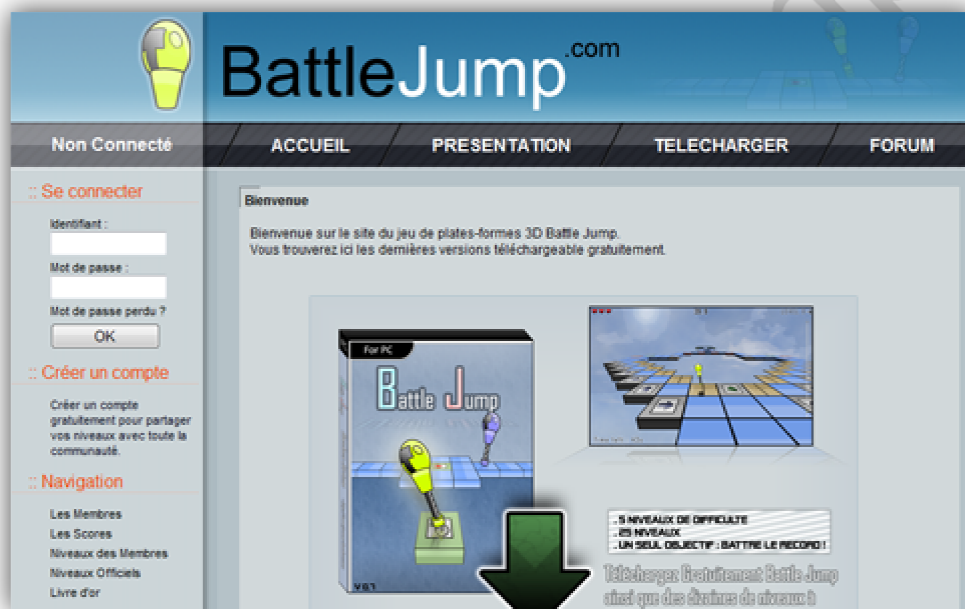 BattleJump.com
Non Connecté
ACCUEIL
PRESENTATION
TELECHARGER
FORUM
:: Se connecter
Identifiant :
Mot de passe :
Mot de passe perdu ?
OK
:: Créer un compte
Créer un compte
gratuitement pour partager
vos niveaux avec toute la
communauté.
:: Navigation
Les Membres
Les Scores
Niveaux des Membres
Niveaux Officiels
Livre d'or
Bienvenue
Bienvenue sur le site du jeu de plates-formes 3D Battle Jump.
Vous trouverez ici les dernières versions téléchargeable gratuitement.
For PC
Battle Jump
V 0.7
. 5 NIVEAUX DE DIFFICULTE
. 25 NIVEAUX
. UN SEUL OBJECTIF : BATTRE LE RECORD !
Téléchargez Gratuitement Battle Jump
ainsi que des dizaines de niveaux à